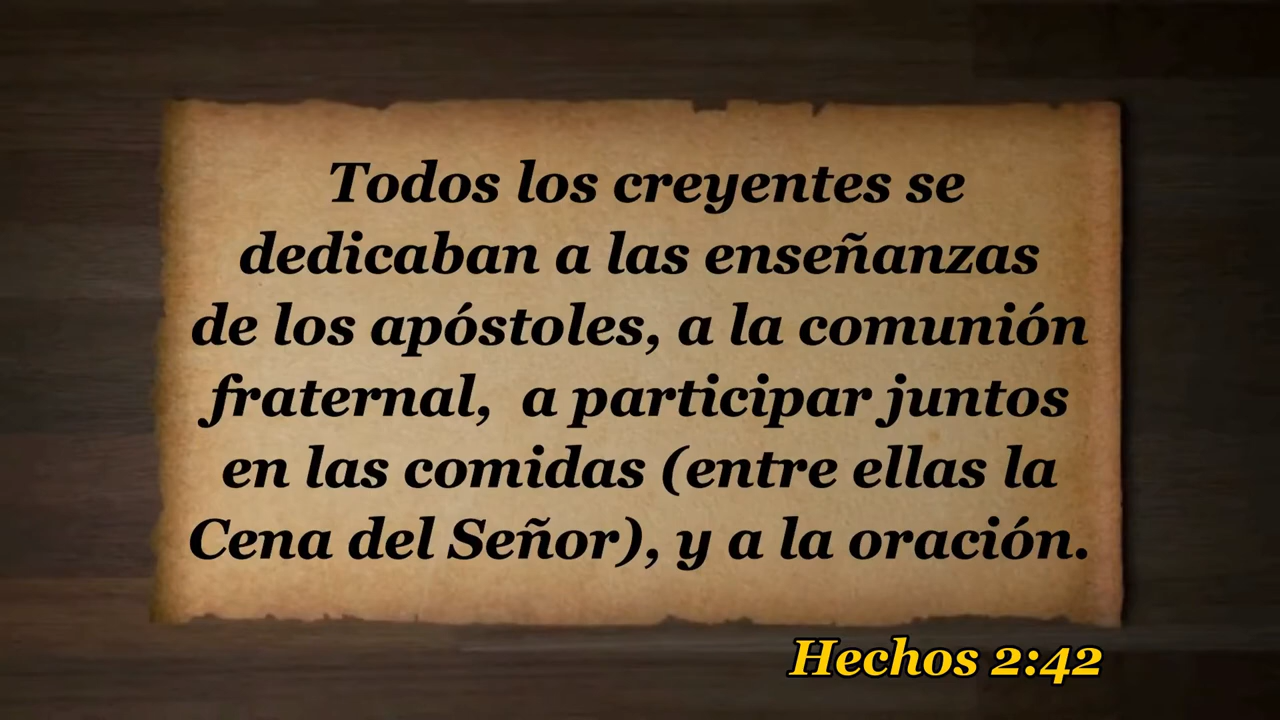 Todos los creyentes se
dedicaban a las enseñanzas
de los apóstoles, a la comunión
fraternal, a participar juntos
en las comidas (entre ellas la
Cena del Señor), y a la oración.
Hechos 2:42